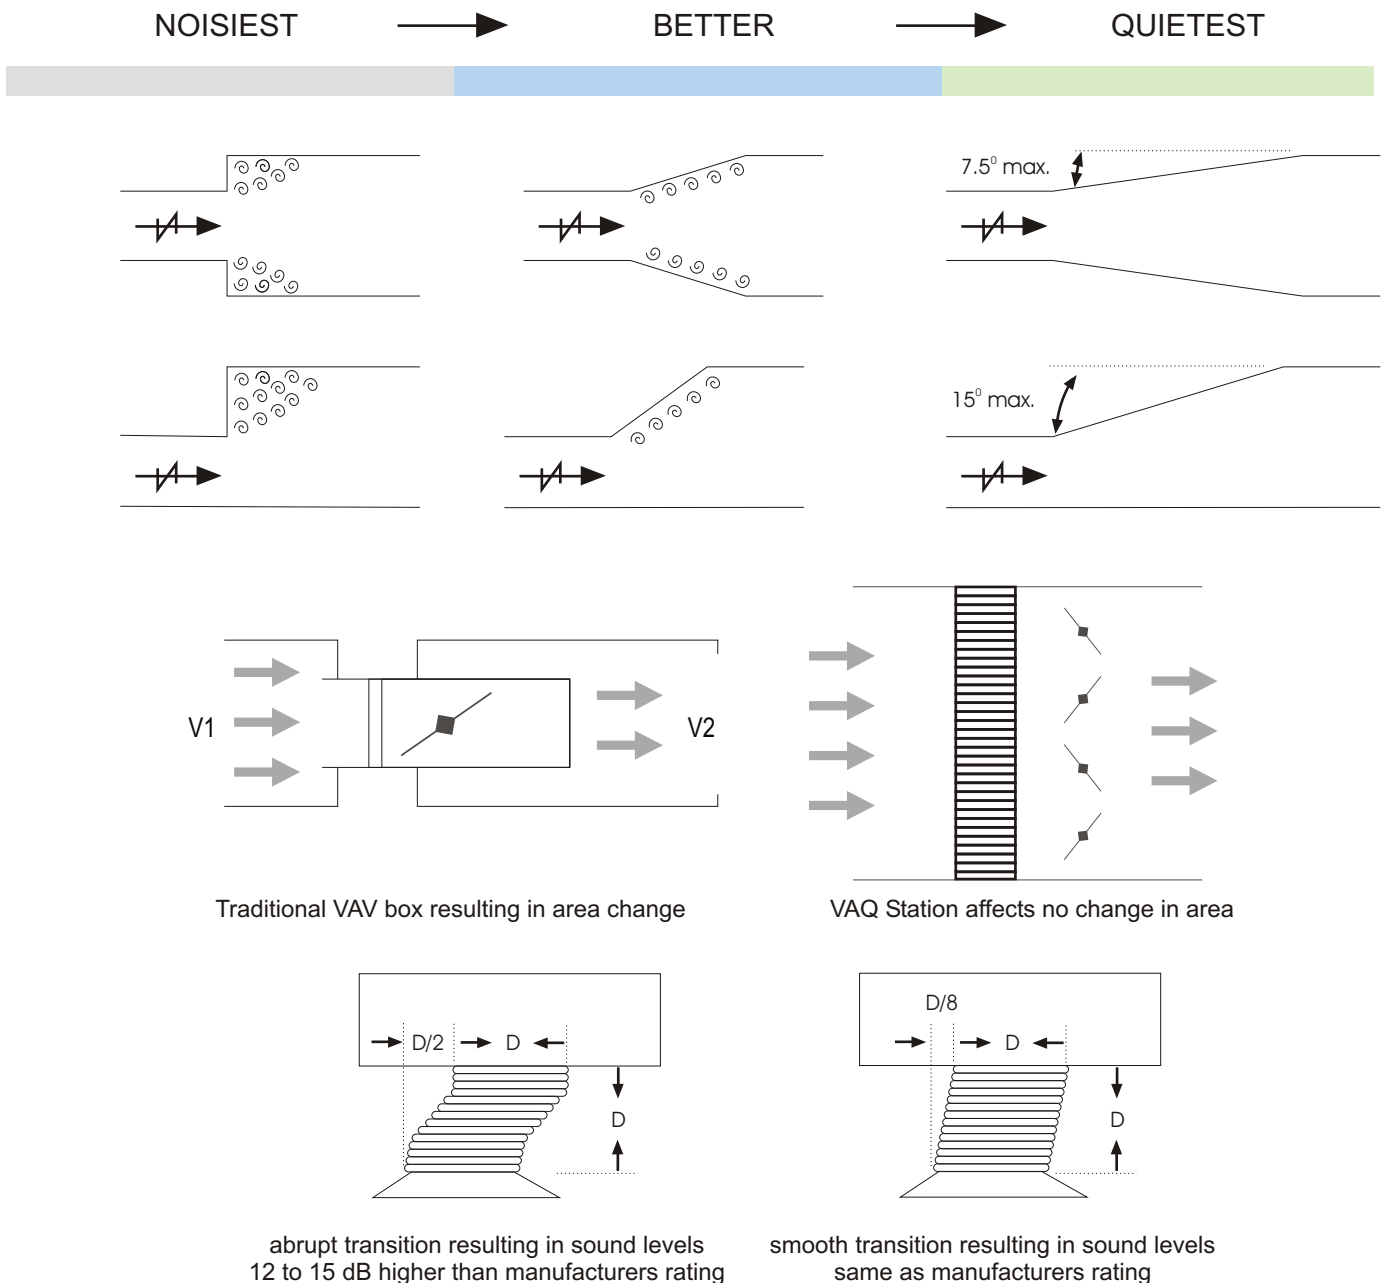 NOISIEST BETTER QUIETEST
7.5⁰ max.
15⁰ max.
V1 V2
Traditional VAV box resulting in area change
VAQ Station affects no change in area
D/2 D
D
D/8
D
D
abrupt transition resulting in sound levels
12 to 15 dB higher than manufacturers rating
smooth transition resulting in sound levels
same as manufacturers rating